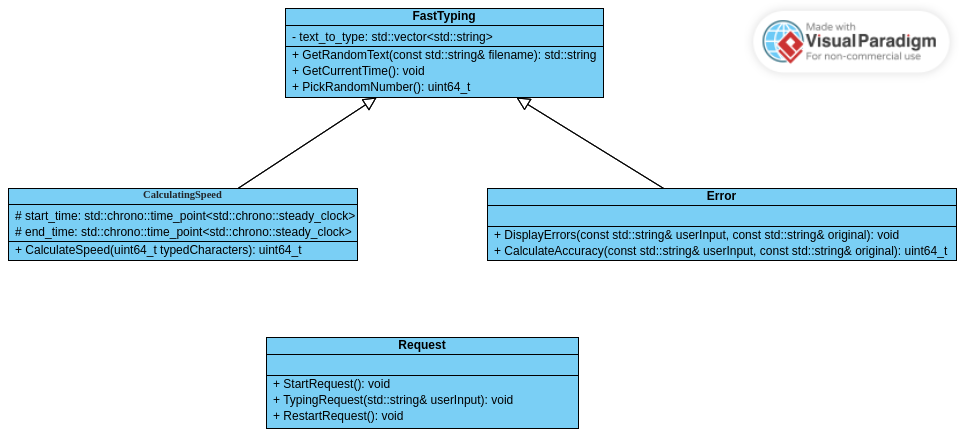 FastTyping
- text_to_type: std::vector<std::string>
+ GetRandomText(const std::string& filename): std::string
+ GetCurrentTime(): void
+ PickRandomNumber(): uint64_t
Made with
VisualParadigm
For non-commercial use
CalculatingSpeed
# start_time: std::chrono::time_point<std::chrono::steady_clock>
# end_time: std::chrono::time_point<std::chrono::steady_clock>
+ CalculateSpeed(uint64_t typedCharacters): uint64_t
Error
+ DisplayErrors(const std::string& userInput, const std::string& original): void
+ CalculateAccuracy(const std::string& userInput, const std::string& original): uint64_t
Request
+ StartRequest(): void
+ TypingRequest(std::string& userInput): void
+ RestartRequest(): void